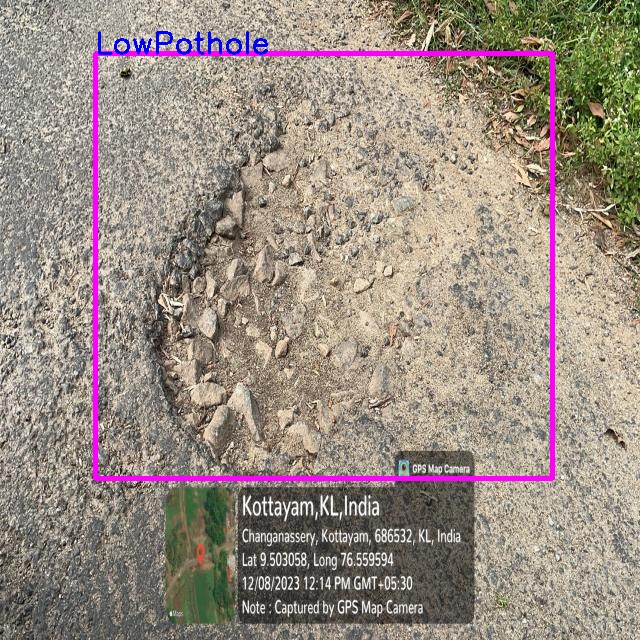 LowPothole
GPS Map Camera
Kottayam,KL,India
Changanassery, Kottayam, 686532, KL, India
Lat 9.503058, Long 76.559594
12/08/2023 12:14 PM GMT+05:30
Note : Captured by GPS Map Camera
Maps